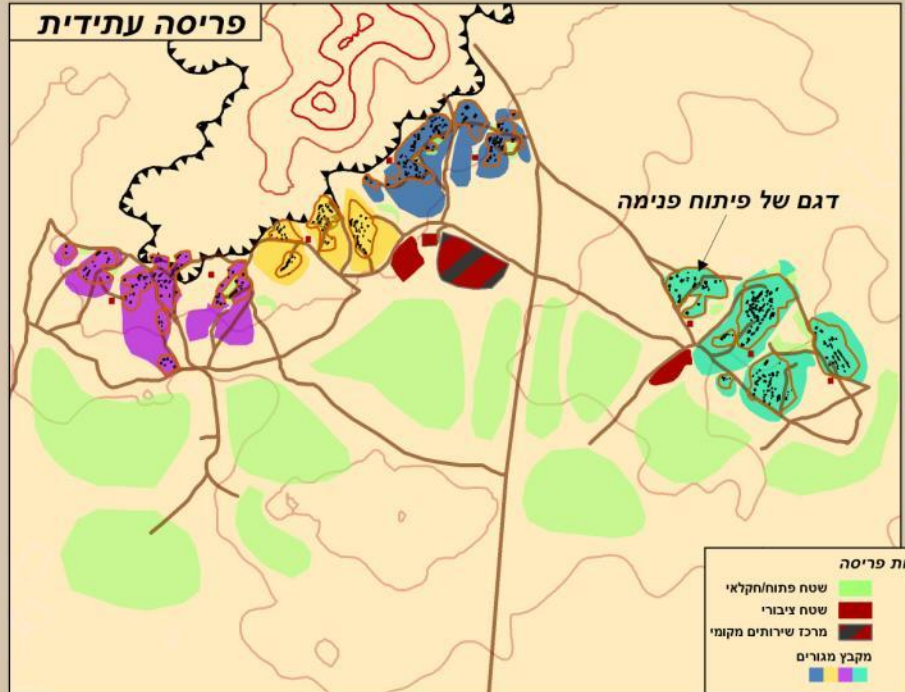 פריסה עתידית
דגם של פיתוח פנימה
פריסה
שטח פתוח/חקלאי
שטח ציבורי
מרכז שירותים מקומי
מקבץ מגורים